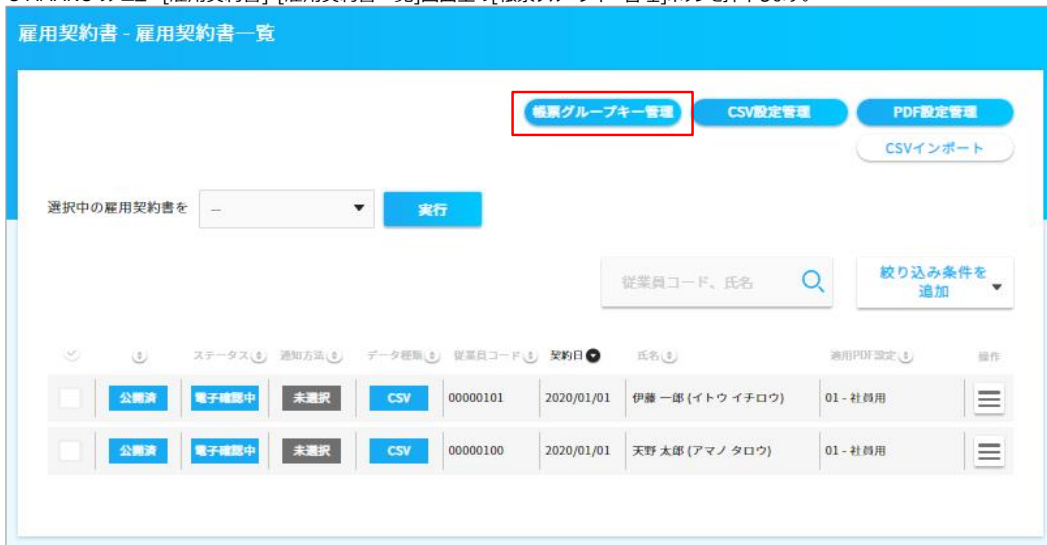 雇用契約書 - 雇用契約書一覧
帳票グループキー管理 CSV設定管理 PDF設定管理
CSVインポート
選択中の雇用契約書を -- 実行
従業員コード、氏名 絞り込み条件を
追加
ステータス 通知方法 データ種類 従業員コード 契約日 氏名 適用PDF設定 操作
公開済 電子確認中 未選択 CSV 00000101 2020/01/01 伊藤 一郎 (イトウ イチロウ) 01 - 社員用
公開済 電子確認中 未選択 CSV 00000100 2020/01/01 天野 太郎 (アマノ タロウ) 01 - 社員用